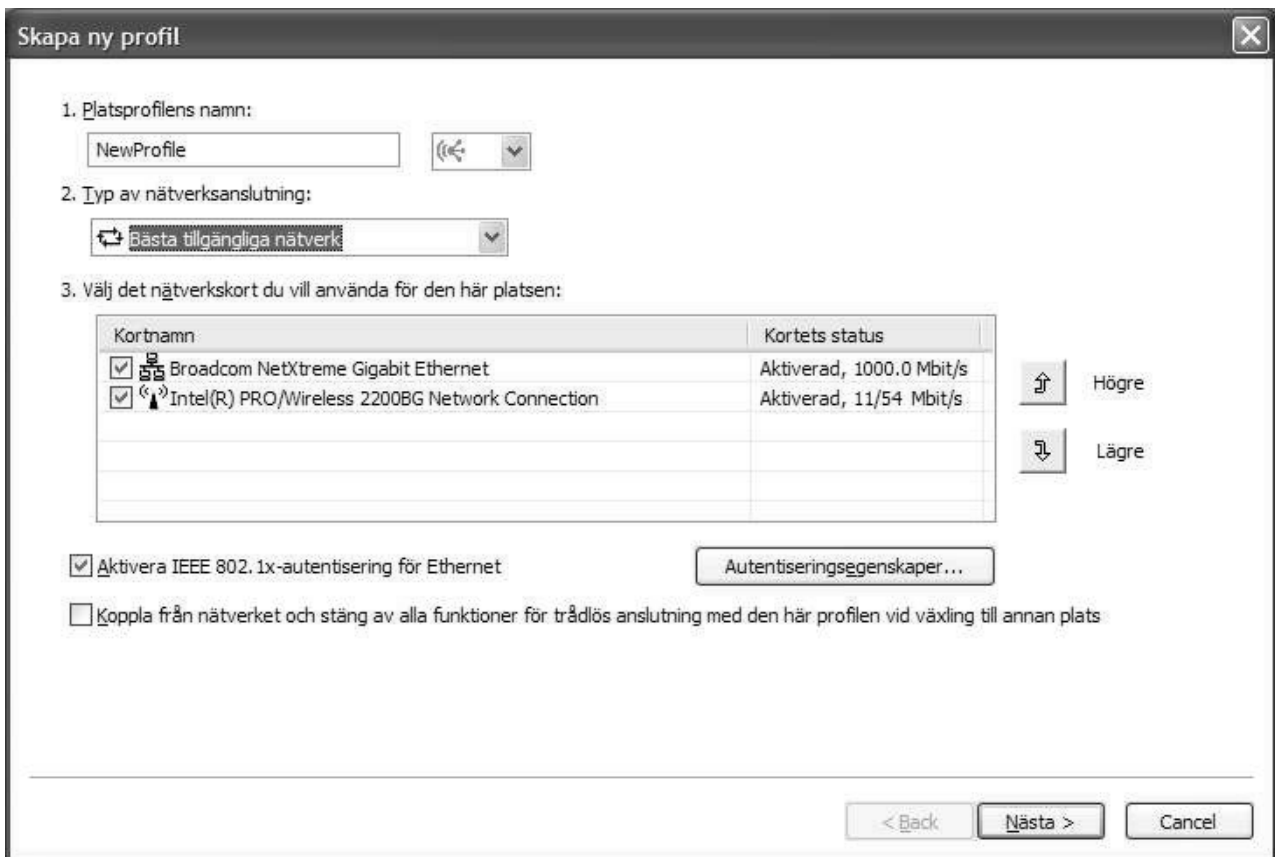 Skapa ny profil
1. Platsprofilens namn:
NewProfile
2. Typ av nätverksanslutning:
Bästa tillgängliga nätverk
3. Välj det nätverkskort du vill använda för den här platsen:
Kortnamn Kortets status
Broadcom NetXtreme Gigabit Ethernet Aktiverad, 1000.0 Mbit/s
Intel(R) PRO/Wireless 2200BG Network Connection Aktiverad, 11/54 Mbit/s
Högre
Lägre
Aktivera IEEE 802.1x-autentisering för Ethernet Autentiseringsegenskaper...
Koppla från nätverket och stäng av alla funktioner för trådlös anslutning med den här profilen vid växling till annan plats
< Back Nästa > Cancel